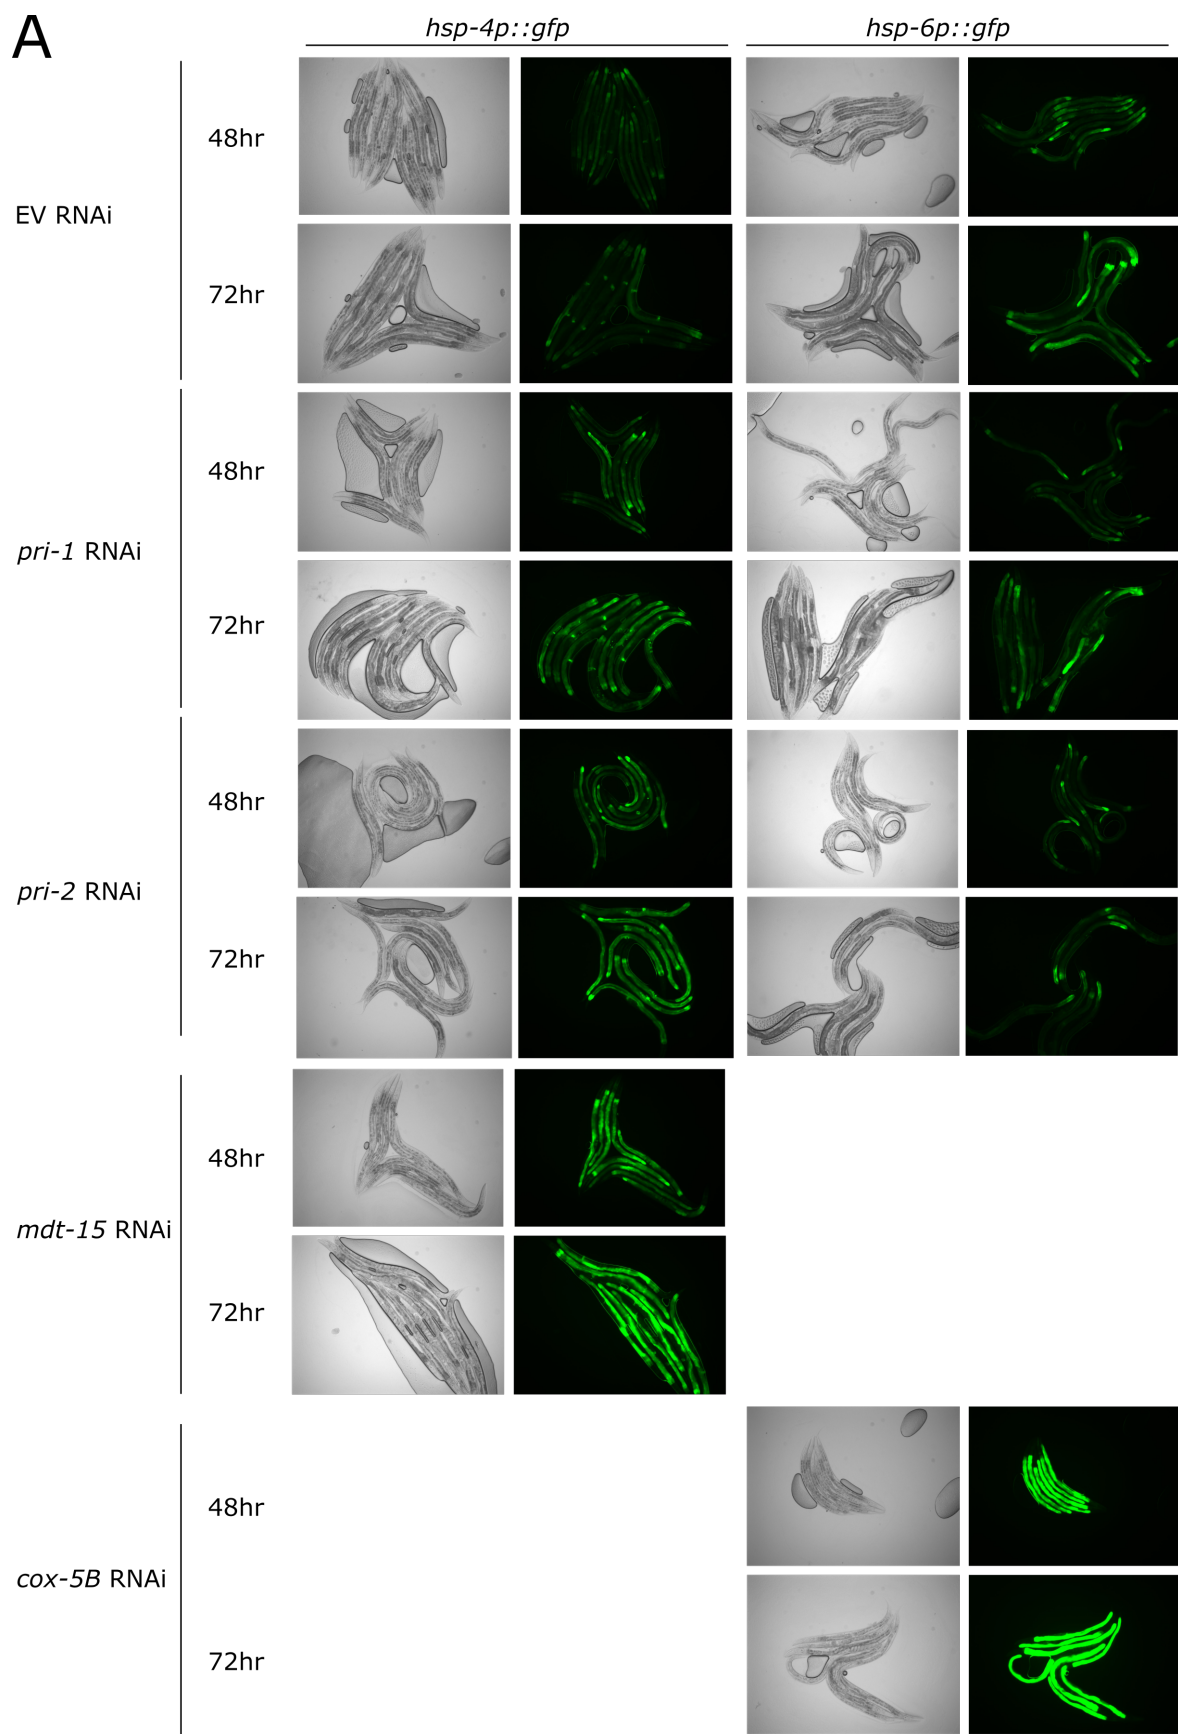 A
hsp-4p::gfp
hsp-6p::gfp
EV RNAi
48hr
72hr
pri-1 RNAi
48hr
72hr
pri-2 RNAi
48hr
72hr
mdt-15 RNAi
48hr
72hr
cox-5B RNAi
48hr
72hr